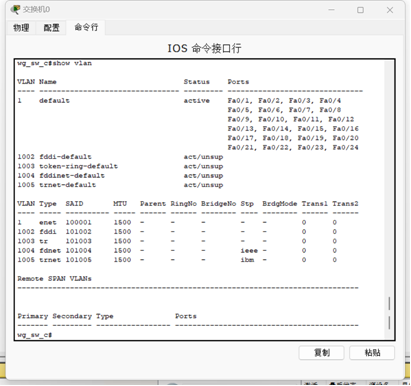 交换机0
物理 配置 命令行
IOS 命令接口行
wg_sw_c#show vlan
VLAN Name Status Ports
---- -------------------------------- --------- -------------------------------
1 default active Fa0/1, Fa0/2, Fa0/3, Fa0/4
Fa0/5, Fa0/6, Fa0/7, Fa0/8
Fa0/9, Fa0/10, Fa0/11, Fa0/12
Fa0/13, Fa0/14, Fa0/15, Fa0/16
Fa0/17, Fa0/18, Fa0/19, Fa0/20
Fa0/21, Fa0/22, Fa0/23, Fa0/24
1002 fddi-default act/unsup
1003 token-ring-default act/unsup
1004 fddinet-default act/unsup
1005 trnet-default act/unsup
VLAN Type SAID MTU Parent RingNo BridgeNo Stp BrdgMode Trans1 Trans2
---- ----- ---------- ----- ------ ------ -------- ---- -------- ------ ------
1 enet 100001 1500 - - - - - 0 0
1002 fddi 101002 1500 - - - - - 0 0
1003 tr 101003 1500 - - - - - 0 0
1004 fdnet 101004 1500 - - - ieee - 0 0
1005 trnet 101005 1500 - - - ibm - 0 0
Remote SPAN VLANs
------------------------------------------------------------------------------
Primary Secondary Type Ports
------- --------- ----------------- ------------------------------------------
wg_sw_c#
复制 粘贴